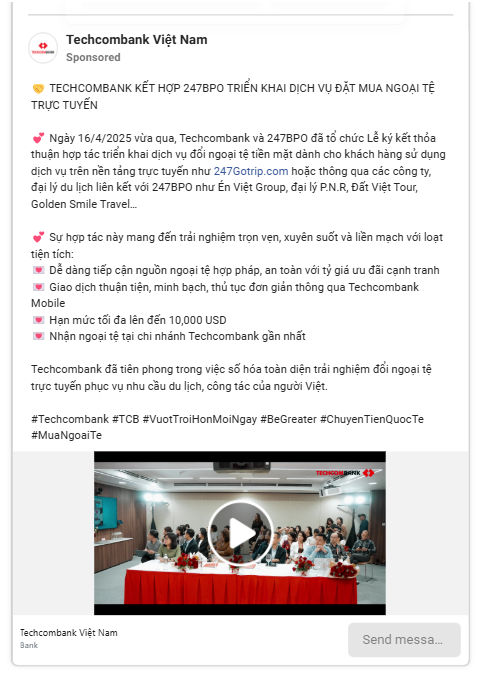 Techcombank Việt Nam
Sponsored
🤝 TECHCOMBANK KẾT HỢP 247BPO TRIỂN KHAI DỊCH VỤ ĐẶT MUA NGOẠI TỆ
TRỰC TUYẾN
💕 Ngày 16/4/2025 vừa qua, Techcombank và 247BPO đã tổ chức Lễ ký kết thỏa
thuận hợp tác triển khai dịch vụ đổi ngoại tệ tiền mặt dành cho khách hàng sử dụng
dịch vụ trên nền tảng trực tuyến như 247Gotrip.com hoặc thông qua các công ty,
đại lý du lịch liên kết với 247BPO như Én Việt Group, đại lý P.N.R, Đất Việt Tour,
Golden Smile Travel...
💕 Sự hợp tác này mang đến trải nghiệm trọn vẹn, xuyên suốt và liền mạch với loạt
tiện tích:
💌 Dễ dàng tiếp cận nguồn ngoại tệ hợp pháp, an toàn với tỷ giá ưu đãi cạnh tranh
💌 Giao dịch thuận tiện, minh bạch, thủ tục đơn giản thông qua Techcombank
Mobile
💌 Hạn mức tối đa lên đến 10,000 USD
💌 Nhận ngoại tệ tại chi nhánh Techcombank gần nhất
Techcombank đã tiên phong trong việc số hóa toàn diện trải nghiệm đổi ngoại tệ
trực tuyến phục vụ nhu cầu du lịch, công tác của người Việt.
#Techcombank #TCB #VuotTroiHonMoiNgay #BeGreater #ChuyenTienQuocTe
#MuaNgoaiTe
TECHCOMBANK
Techcombank Việt Nam
Bank
Send messa...